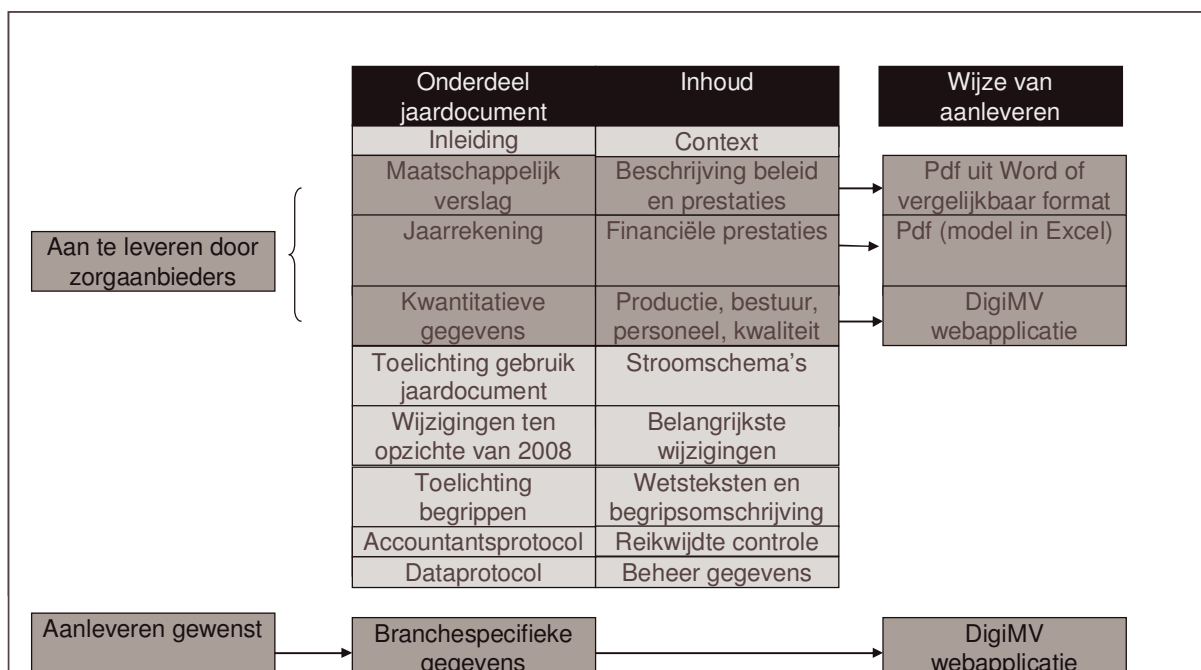 Onderdeel
jaardocument
Inhoud
Wijze van
aanleveren
Inleiding
Context
Maatschappelijk
verslag
Beschrijving beleid
en prestaties
Pdf uit Word of
vergelijkbaar format
Aan te leveren door
zorgaanbieders
Jaarrekening
Financiële prestaties
Pdf (model in Excel)
Kwantitatieve
gegevens
Productie, bestuur,
personeel, kwaliteit
DigiMV
webapplicatie
Toelichting gebruik
jaardocument
Stroomschema's
Wijzigingen ten
opzichte van 2008
Belangrijkste
wijzigingen
Toelichting
begrippen
Wetsteksten en
begripsomschrijving
Accountantsprotocol
Reikwijdte controle
Dataprotocol
Beheer gegevens
Aanleveren gewenst
Branchespecifieke
gegevens
DigiMV
webapplicatie